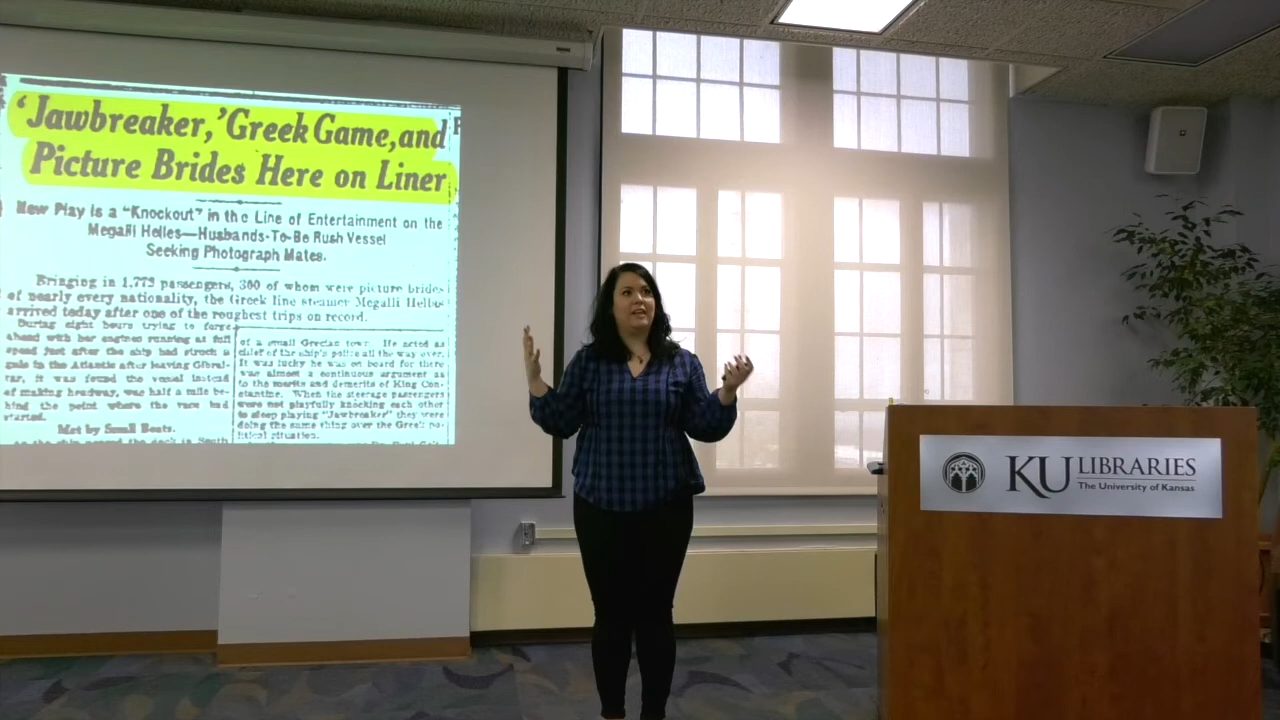 'Jawbreaker,' Greek Game, and
Picture Brides Here on Liner
New Play is a "Knockout" in the Line of Entertainment on the
Megalli Hellas—Husbands-To-Be Rush Vessel
Seeking Photograph Mates.
Bringing in 1,773 passengers, 300 of whom were picture brides
of nearly every nationality, the Greek line steamer Megalli Hellas
arrived today after one of the roughest trips on record.
During eight hours trying to forge
ahead with her engines running at full
speed just after the ship had struck a
gale in the Atlantic after leaving Gibral-
tar, it was found the vessel instead
of making headway, was half a mile be-
hind the point where the race had
started.
Met by Small Boats.
of a small Grecian town. He acted as
chief of the ship's police all the way over.
It was lucky he was on board for there
was almost a continuous argument as
to the merits and demerits of King Con-
stantine. When the steerage passengers
were not playfully knocking each other
to sleep playing "Jawbreaker" they were
doing the same thing over the Greek po-
litical situation.
KU LIBRARIES
The University of Kansas